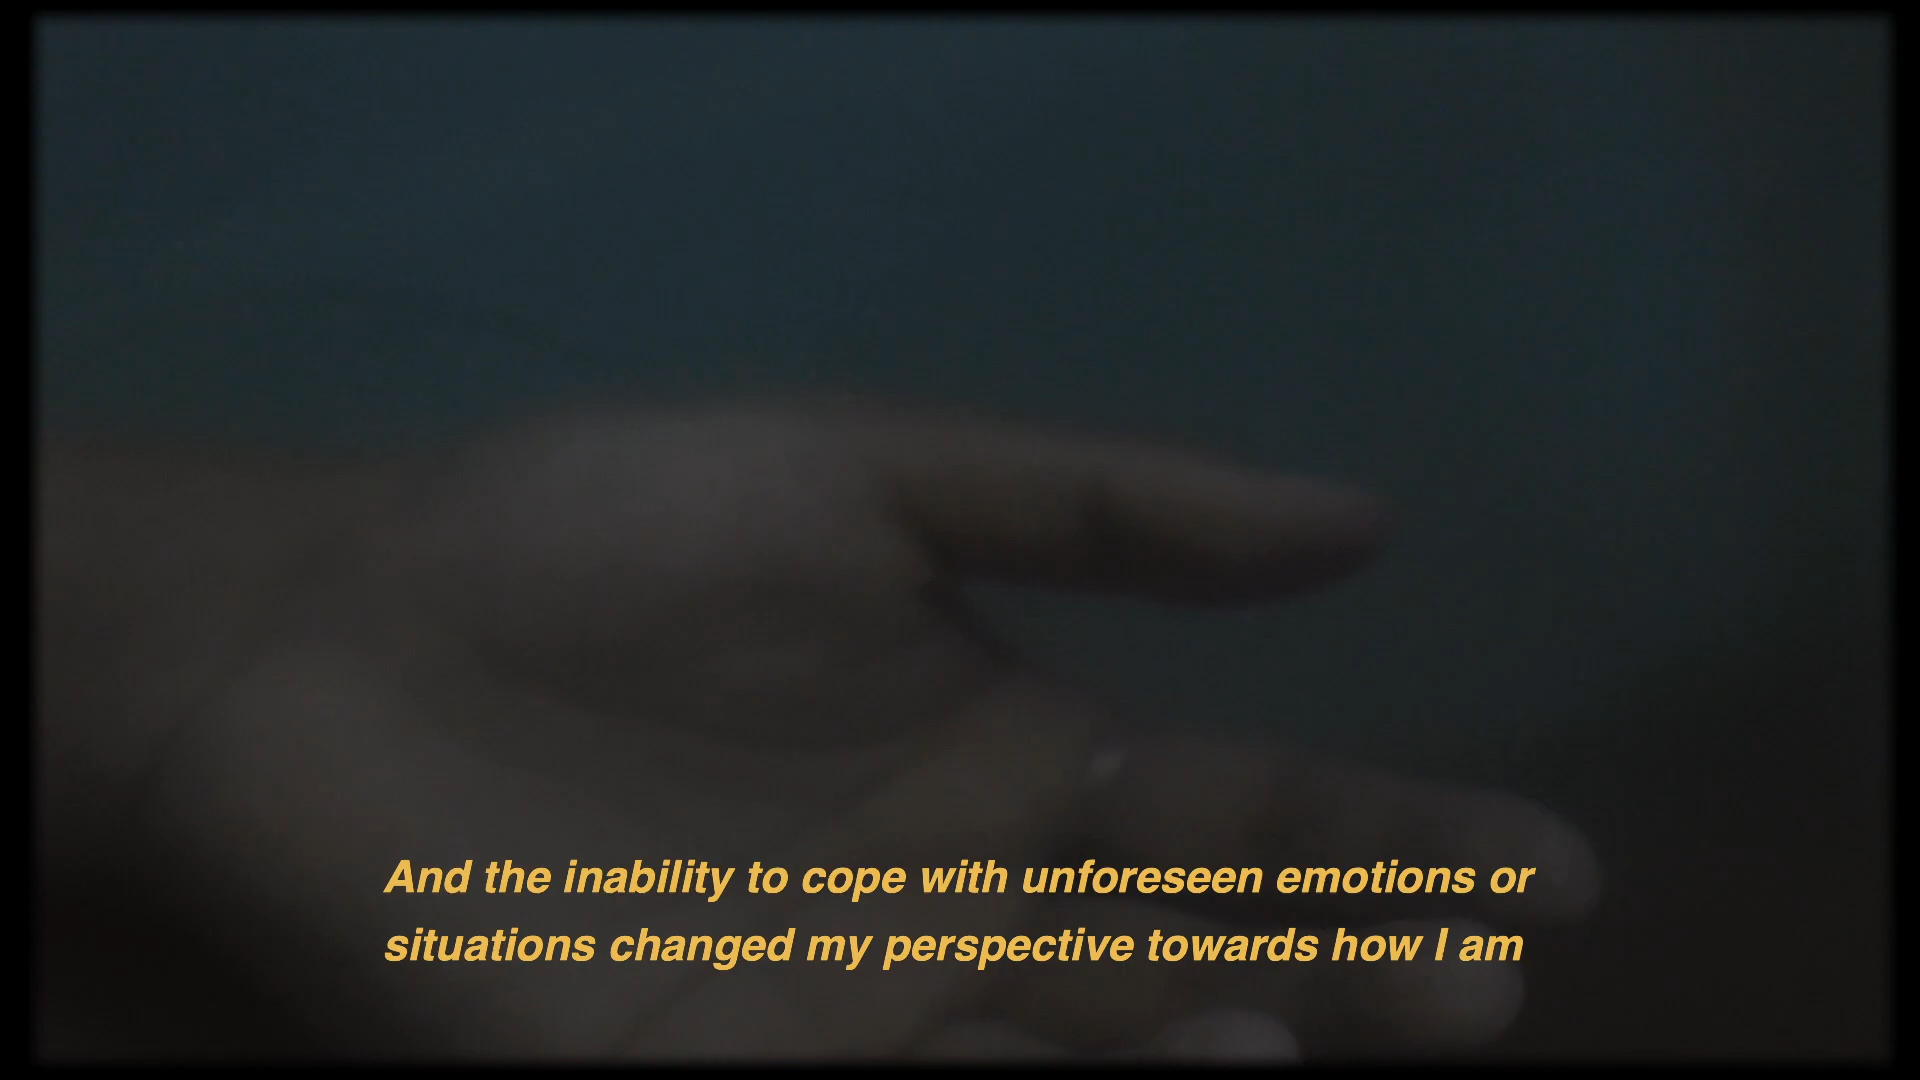 And the inability to cope with unforeseen emotions or
situations changed my perspective towards how I am